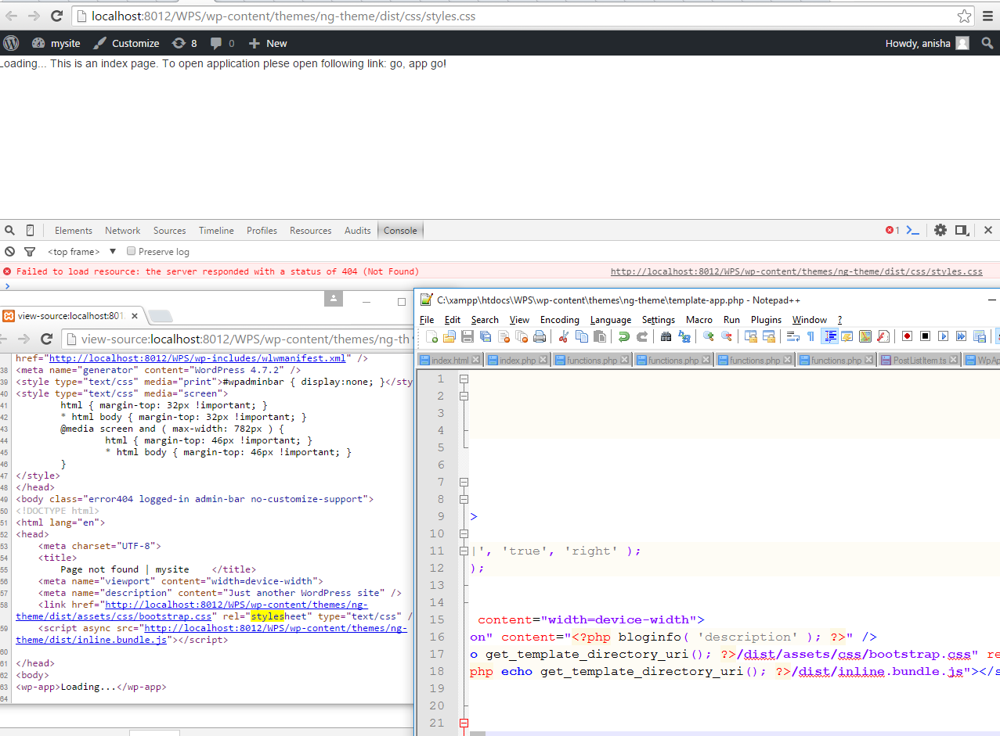 localhost:8012/WPS/wp-content/themes/ng-theme/dist/css/styles.css
mysite Customize 8 0 New Howdy, anisha
Loading... This is an index page. To open application plese open following link: go, app go!
Elements Network Sources Timeline Profiles Resources Audits Console 1
<top frame> Preserve log
Failed to load resource: the server responded with a status of 404 (Not Found) http://localhost:8012/WPS/wp-content/themes/ng-theme/dist/css/styles.css
view-source:localhost:801
view-source:localhost:8012/WPS/wp-content/themes/ng-th
href="http://localhost:8012/WPS/wp-includes/wlwmanifest.xml" />
38 <meta name="generator" content="WordPress 4.7.2" />
39 <style type="text/css" media="print">#wpadminbar { display:none; }</sty
40 <style type="text/css" media="screen">
41 html { margin-top: 32px !important; }
42 * html body { margin-top: 32px !important; }
43 @media screen and ( max-width: 782px ) {
44 html { margin-top: 46px !important; }
45 * html body { margin-top: 46px !important; }
46 }
47 </style>
48 </head>
49 <body class="error404 logged-in admin-bar no-customize-support">
50 <!DOCTYPE html>
51 <html lang="en">
52 <head>
53 <meta charset="UTF-8">
54 <title>
55 Page not found | mysite </title>
56 <meta name="viewport" content="width=device-width">
57 <meta name="description" content="Just another WordPress site" />
58 <link href="http://localhost:8012/WPS/wp-content/themes/ng-
theme/dist/assets/css/bootstrap.css" rel="stylesheet" type="text/css" /
59 <script async src="http://localhost:8012/WPS/wp-content/themes/ng-
theme/dist/inline.bundle.js"></script>
60
61 </head>
62 <body>
63 <wp-app>Loading...</wp-app>
64
C:\xampp\htdocs\WPS\wp-content\themes\ng-theme\template-app.php - Notepad++
File Edit Search View Encoding Language Settings Macro Run Plugins Window ?
index.html index.php functions.php functions.php functions.php functions.php PostListItem.ts WpAp
1
2
3
4
5
6
7
8
9 >
10
11 |', 'true', 'right' );
12 );
13
14
15 content="width=device-width">
16 on" content="<?php bloginfo( 'description' ); ?>" />
17 o get_template_directory_uri(); ?>/dist/assets/css/bootstrap.css" re
18 php echo get_template_directory_uri(); ?>/dist/inline.bundle.js"></s
19
20
21